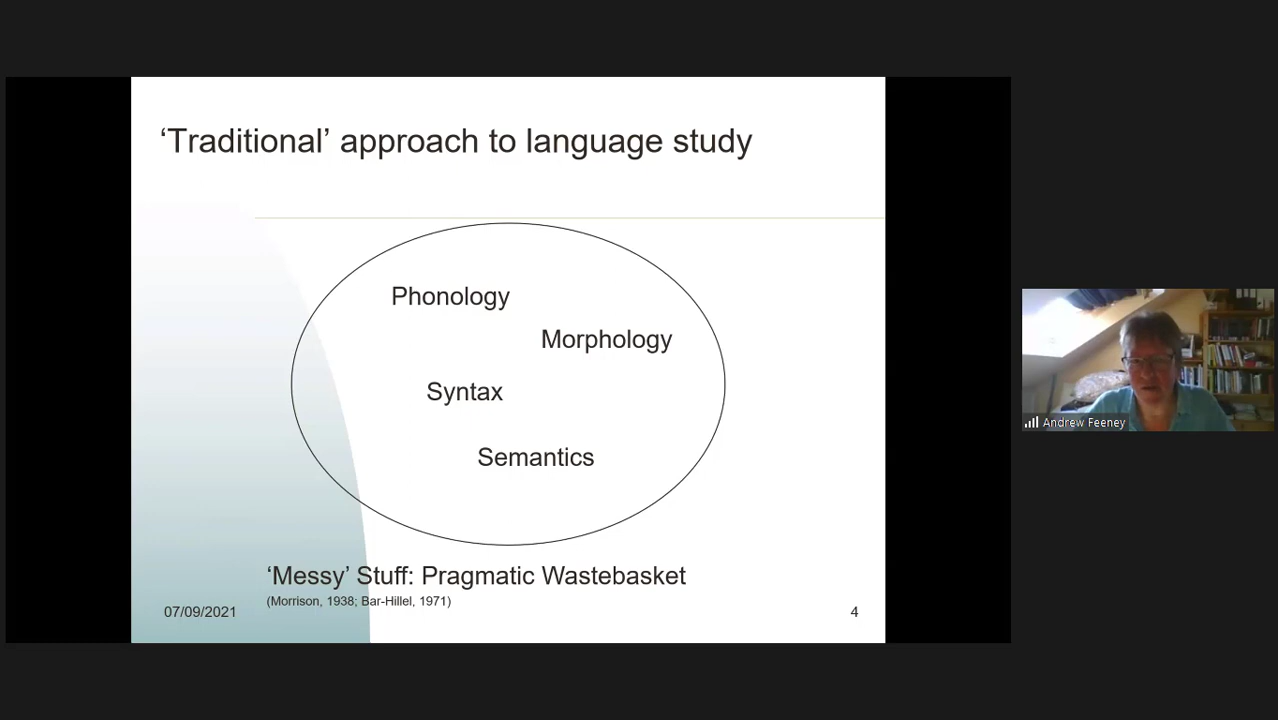 ‘Traditional’ approach to language study
Phonology
Morphology
Syntax
Semantics
‘Messy’ Stuff: Pragmatic Wastebasket
(Morrison, 1938; Bar-Hillel, 1971)
07/09/2021
4
Andrew Feeney